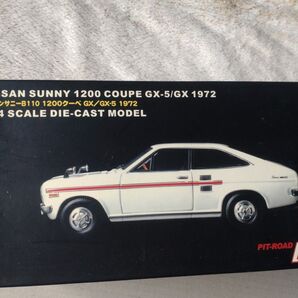 SAN SUNNY 1200 COUPE GX-5/GX 1972
ンサニーB110 1200クーペ GX/GX-5 1972
4 SCALE DIE-CAST MODEL
PIT-ROAD